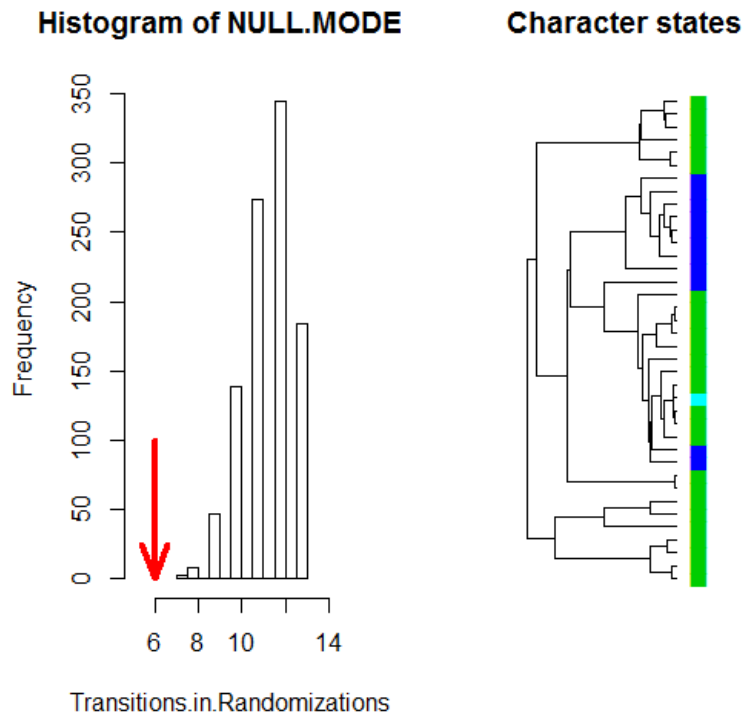 Histogram of NULL.MODE
Character states
Frequency
350
300
250
200
150
100
50
0
6 8 10 14
Transitions.in.Randomizations